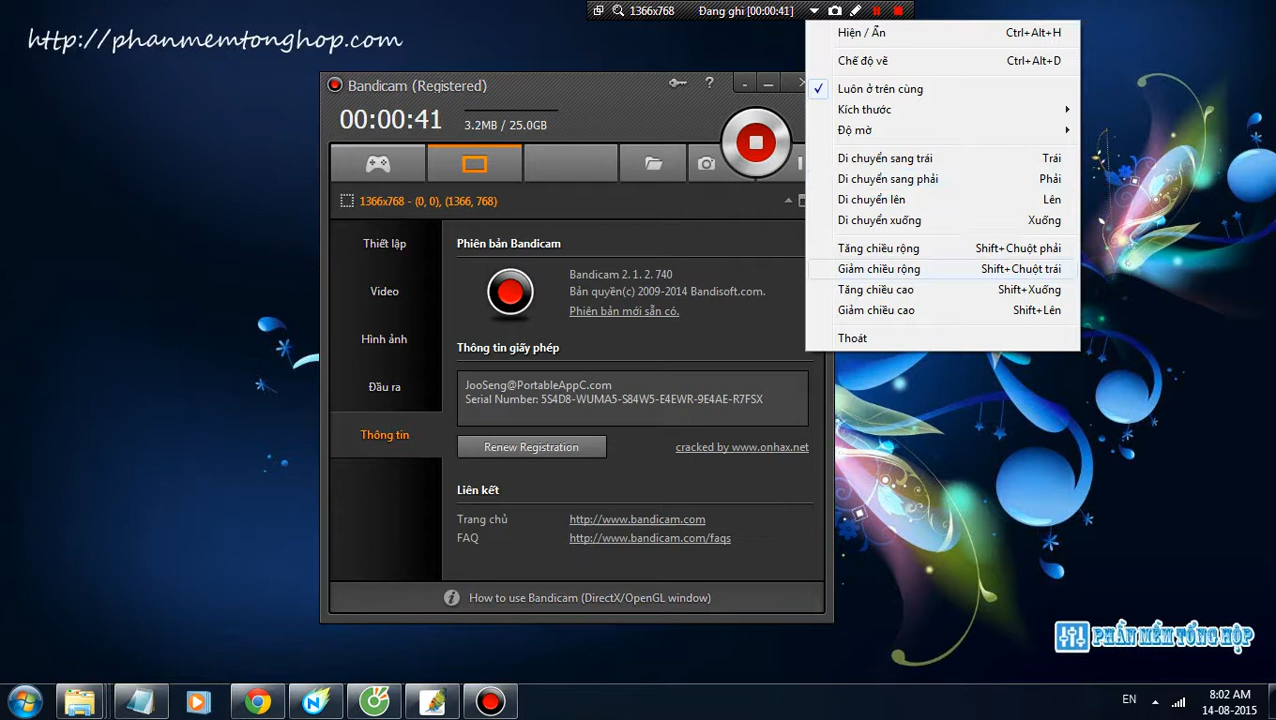 1366x768 Đang ghi [00:00:41]
http://phanmemtonghop.com
Bandicam (Registered)
?
00:00:41
3.2MB / 25.0GB
1366x768 - (0, 0), (1366, 768)
Thiết lập
Video
Hình ảnh
Đầu ra
Thông tin
Phiên bản Bandicam
Bandicam 2. 1. 2. 740
Bản quyền(c) 2009-2014 Bandisoft.com.
Phiên bản mới sẵn có.
Thông tin giấy phép
JooSeng@PortableAppC.com
Serial Number: 5S4D8-WUMA5-S84W5-E4EWR-9E4AE-R7FSX
Renew Registration
cracked by www.onhax.net
Liên kết
Trang chủ http://www.bandicam.com
FAQ http://www.bandicam.com/faqs
How to use Bandicam (DirectX/OpenGL window)
Hiện / Ẩn Ctrl+Alt+H
Chế độ vẽ Ctrl+Alt+D
Luôn ở trên cùng
Kích thước
Độ mờ
Di chuyển sang trái Trái
Di chuyển sang phải Phải
Di chuyển lên Lên
Di chuyển xuống Xuống
Tăng chiều rộng Shift+Chuột phải
Giảm chiều rộng Shift+Chuột trái
Tăng chiều cao Shift+Xuống
Giảm chiều cao Shift+Lên
Thoát
PHẦN MỀM TỔNG HỢP
EN
8:02 AM
14-08-2015